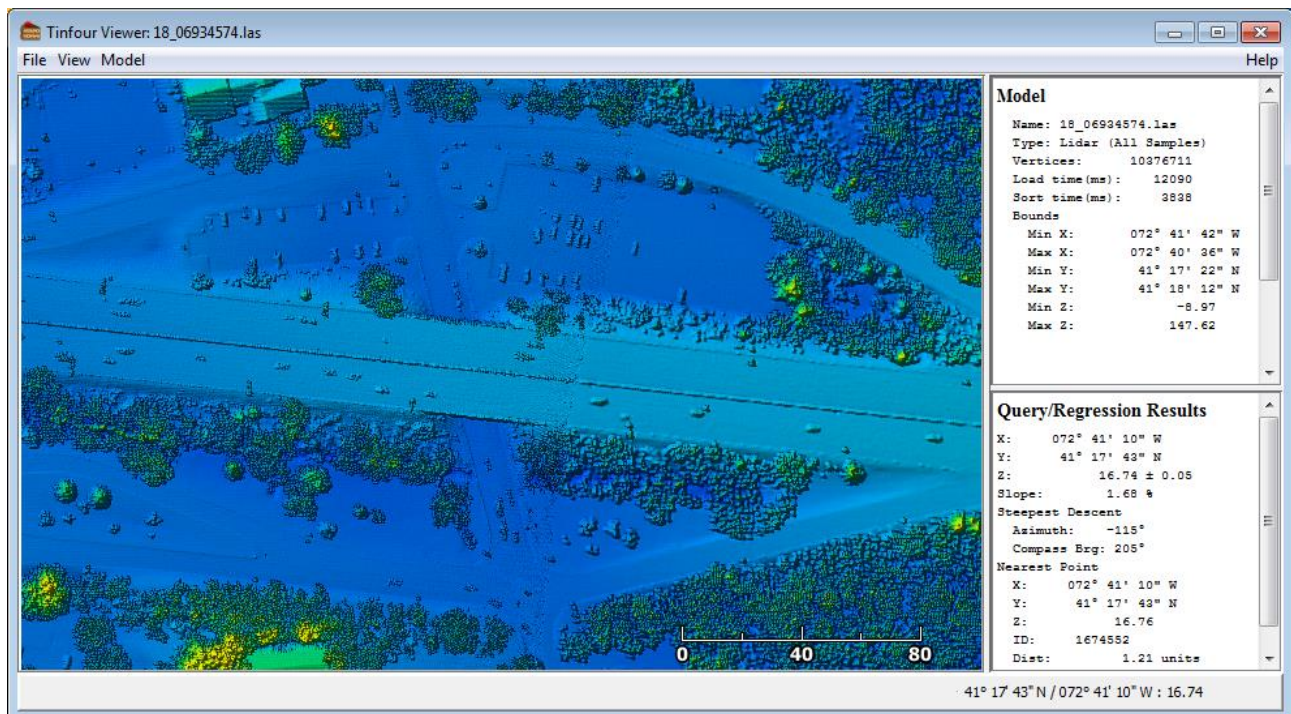 Tinfour Viewer: 18_06934574.las
File View Model Help
Model
Name: 18_06934574.las
Type: Lidar (All Samples)
Vertices: 10376711
Load time(ms): 12090
Sort time(ms): 3838
Bounds
Min X: 072° 41' 42" W
Max X: 072° 40' 36" W
Min Y: 41° 17' 22" N
Max Y: 41° 18' 12" N
Min Z: -8.97
Max Z: 147.62
Query/Regression Results
X: 072° 41' 10" W
Y: 41° 17' 43" N
Z: 16.74 ± 0.05
Slope: 1.68 %
Steepest Descent
Azimuth: -115°
Compass Brg: 205°
Nearest Point
X: 072° 41' 10" W
Y: 41° 17' 43" N
Z: 16.76
ID: 1674552
Dist: 1.21 units
0 40 80
41° 17' 43" N / 072° 41' 10" W : 16.74